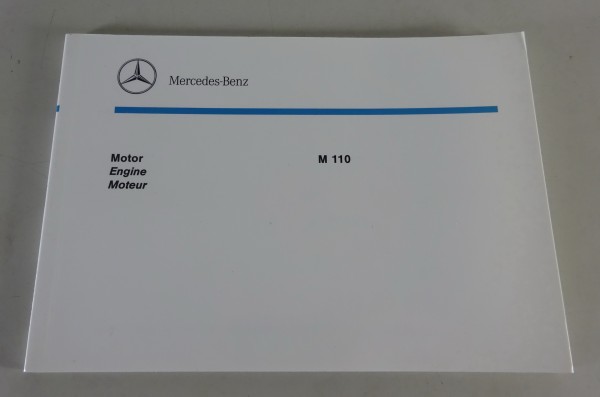 Mercedes-Benz
Motor M 110
Engine
Moteur